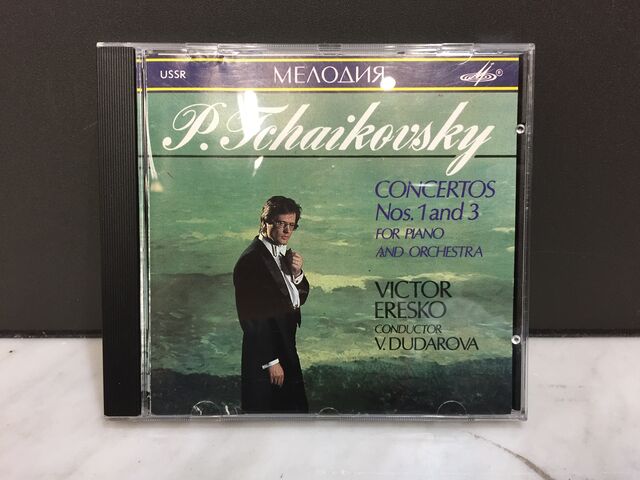 USSR
МЕЛОДИЯ
P. Tchaikovsky
CONCERTOS
Nos. 1 and 3
FOR PIANO
AND ORCHESTRA
VICTOR
ERESKO
CONDUCTOR
V. DUDAROVA